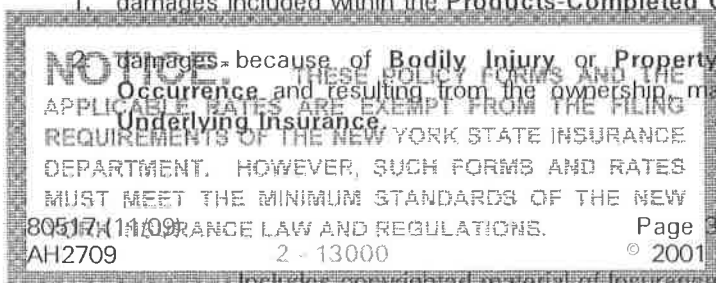 1. damages included within the Products-Completed
2. damages because of Bodily Injury or Property
NOTICE. THESE POLICY FORMS AND THE
Occurrence and resulting from the ownership,
APPLICABLE RATES ARE EXEMPT FROM THE FILING
Underlying Insurance.
REQUIREMENTS OF THE NEW YORK STATE INSURANCE
DEPARTMENT. HOWEVER, SUCH FORMS AND RATES
MUST MEET THE MINIMUM STANDARDS OF THE NEW
YORK INSURANCE LAW AND REGULATIONS.
80517 (11/09) Page 3
AH2709 2 - 13000 © 2001
Includes copyrighted material of